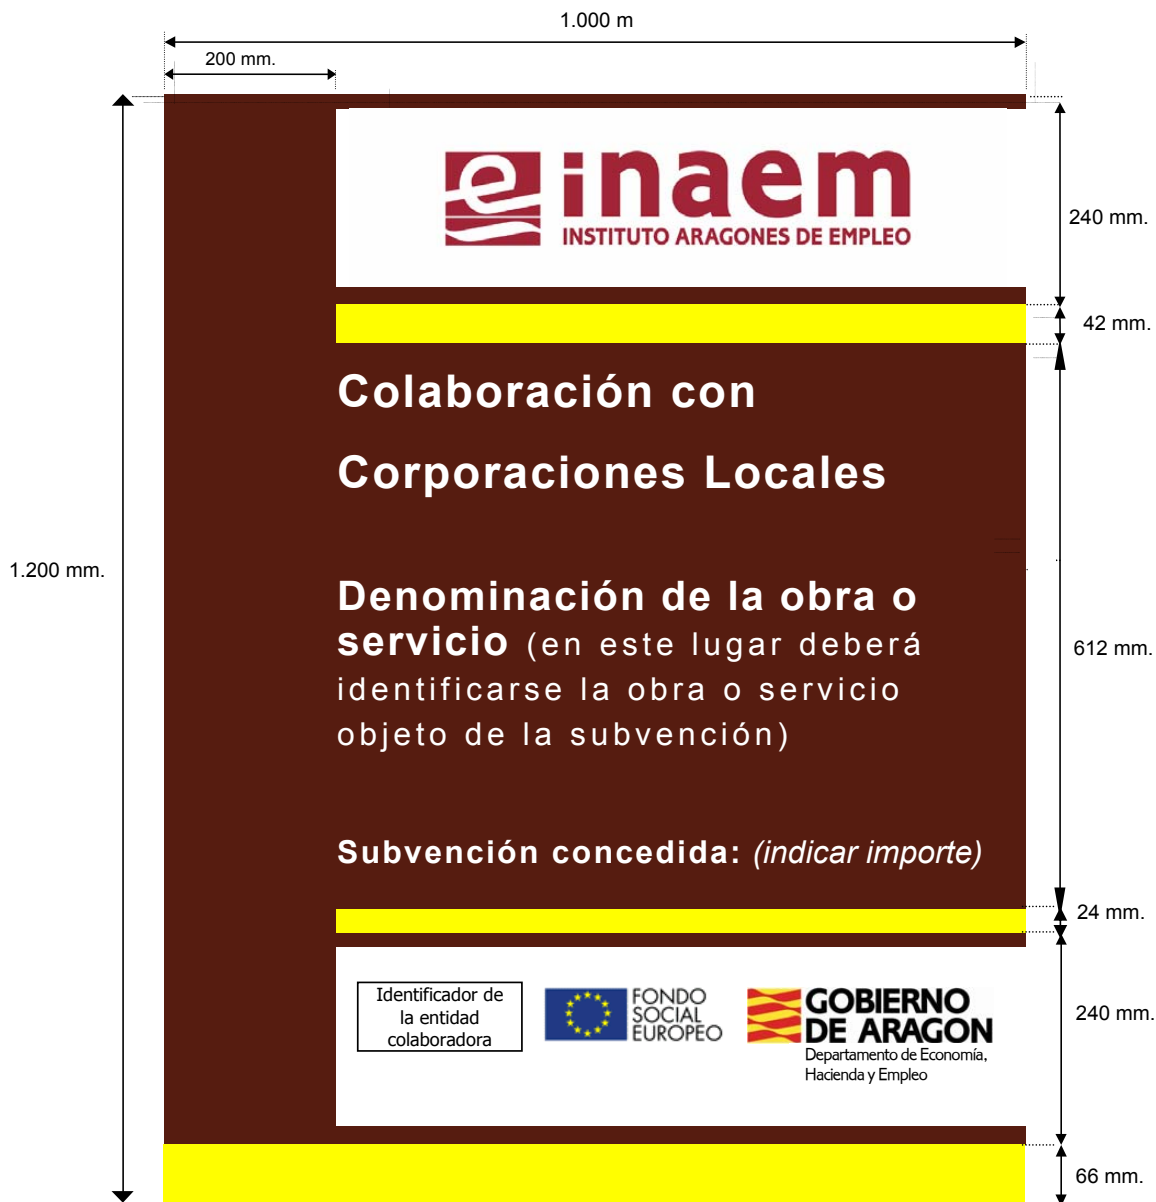 1.000 m
200 mm.
inaem
INSTITUTO ARAGONES DE EMPLEO
240 mm.
42 mm.
Colaboración con
Corporaciones Locales
1.200 mm.
Denominación de la obra o
servicio (en este lugar deberá
identificarse la obra o servicio
objeto de la subvención)
612 mm.
Subvención concedida: (indicar importe)
24 mm.
Identificador de
la entidad
colaboradora
FONDO
SOCIAL
EUROPEO
GOBIERNO
DE ARAGON
Departamento de Economía,
Hacienda y Empleo
240 mm.
66 mm.